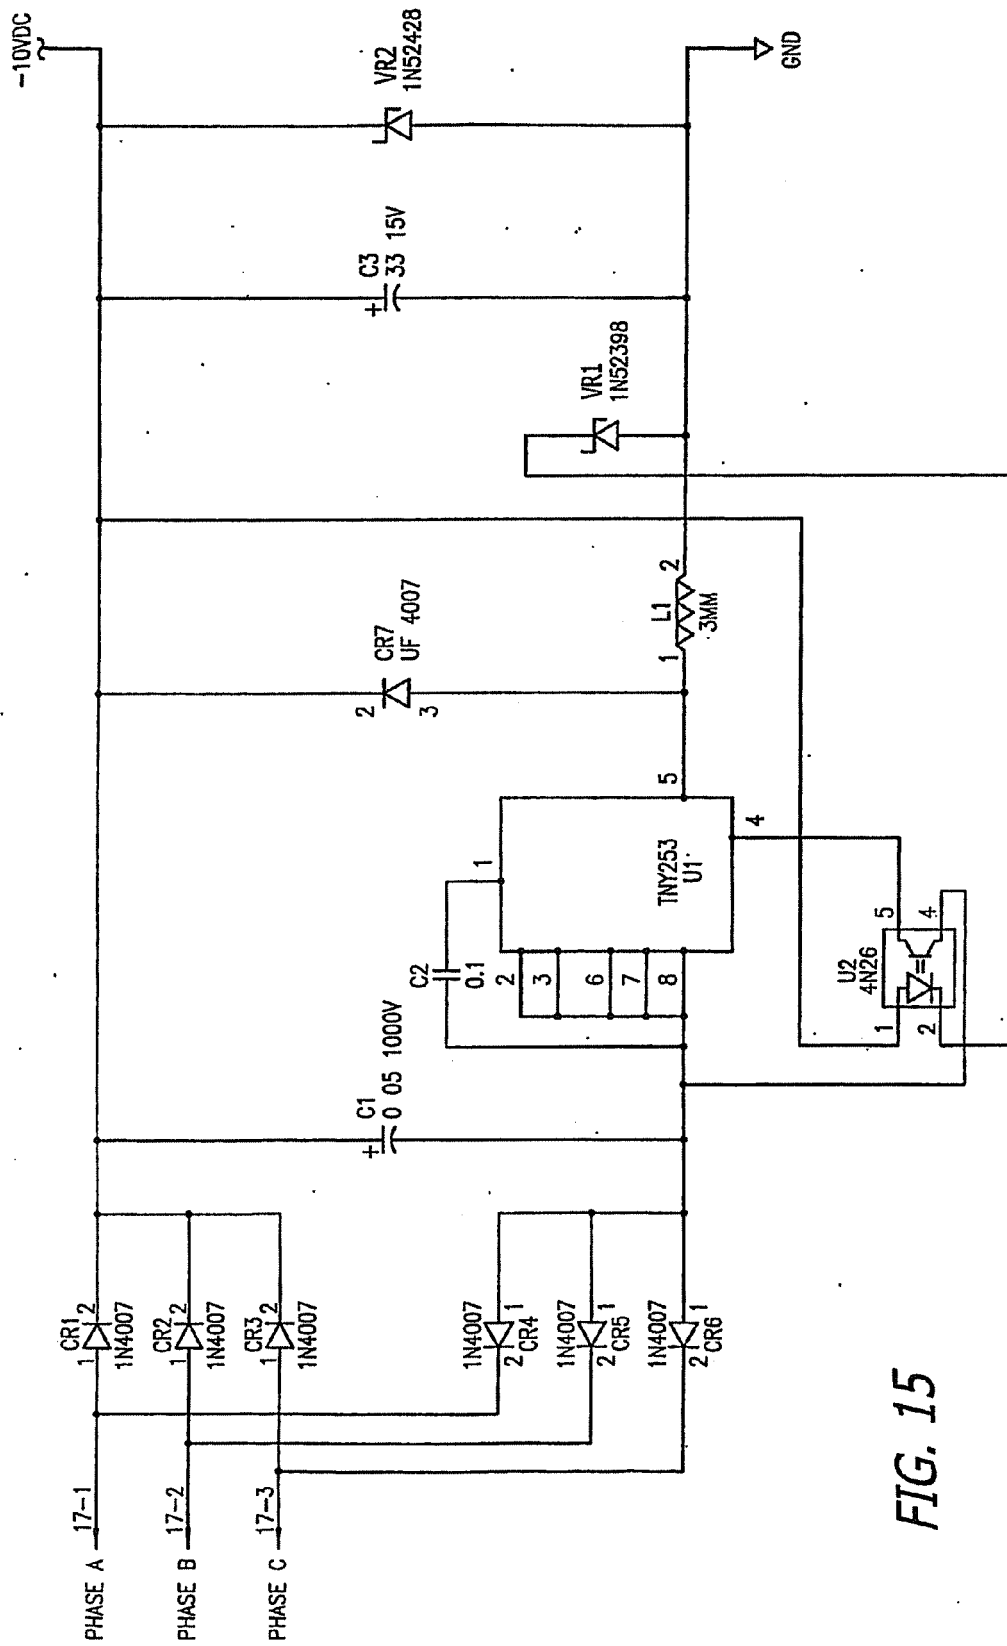 -10VDC
VR2
1N52428
GND
C3
+
33 15V
VR1
1N52398
CR7
UF 4007
2
3
L1
1
2
3MM
C2
0.1
1
2
3
6
7
8
5
4
TNY253
U1
U2
4N26
1
2
5
4
C1
+
0 05 1000V
PHASE A
17-1
CR1
1
2
1N4007
PHASE B
17-2
CR2
1
2
1N4007
PHASE C
17-3
CR3
1
2
1N4007
1N4007
2
1
CR4
1N4007
2
1
CR5
1N4007
2
1
CR6
FIG. 15